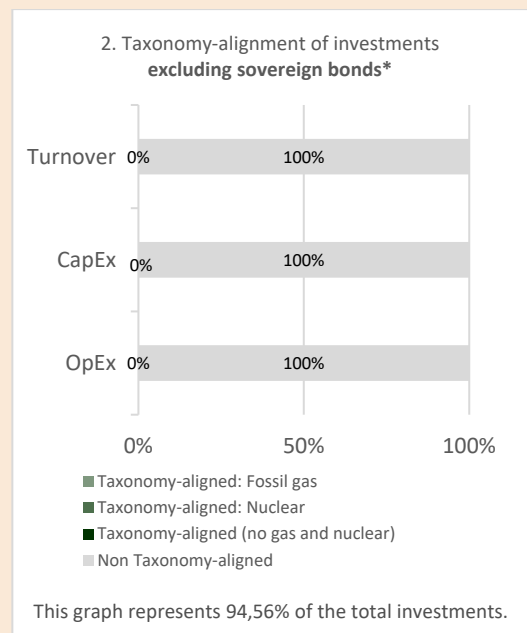 2. Taxonomy-alignment of investments
excluding sovereign bonds*
Turnover 0% 100%
CapEx 0% 100%
OpEx 0% 100%
0% 50% 100%
Taxonomy-aligned: Fossil gas
Taxonomy-aligned: Nuclear
Taxonomy-aligned (no gas and nuclear)
Non Taxonomy-aligned
This graph represents 94,56% of the total investments.